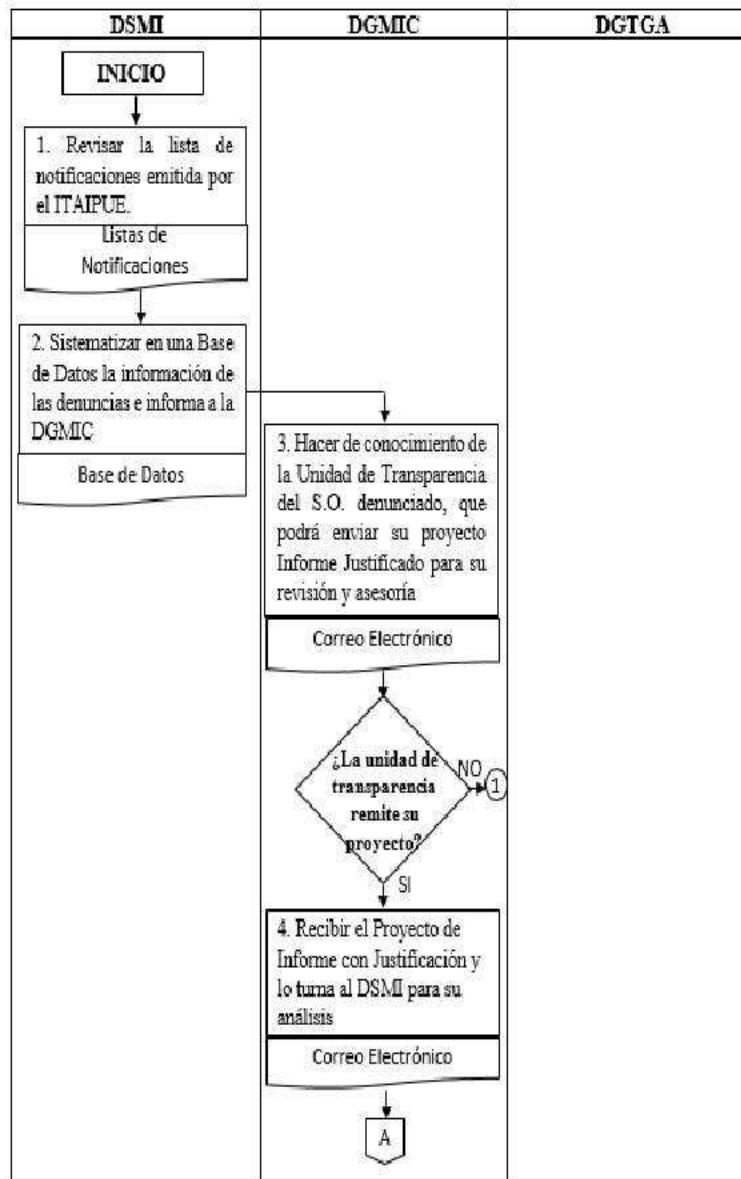 DSMI
DGMIC
DGTGA
INICIO
1. Revisar la lista de
notificaciones emitida por
el ITAIPUE.
Listas de
Notificaciones
2. Sistematizar en una Base
de Datos la información de
las denuncias e informa a la
DGMIC
Base de Datos
3. Hacer de conocimiento de
la Unidad de Transparencia
del S.O. denunciado, que
podrá enviar su proyecto
Informe Justificado para su
revisión y asesoría
Correo Electrónico
¿La unidad de
transparencia
remite su
proyecto?
NO
1
SI
4. Recibir el Proyecto de
Informe con Justificación y
lo turna al DSMI para su
análisis
Correo Electrónico
A